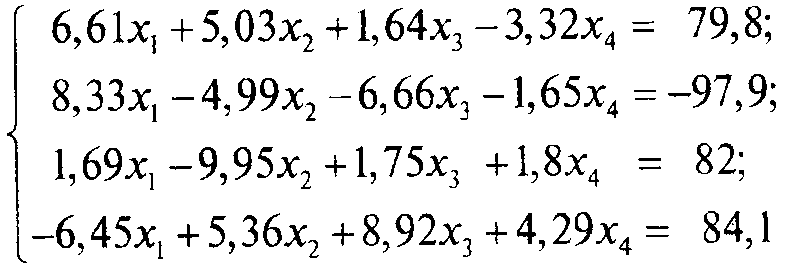 6,61x₁ + 5,03x₂ + 1,64x₃ − 3,32x₄ = 79,8;
8,33x₁ − 4,99x₂ − 6,66x₃ − 1,65x₄ = −97,9;
1,69x₁ − 9,95x₂ + 1,75x₃ + 1,8x₄ = 82;
−6,45x₁ + 5,36x₂ + 8,92x₃ + 4,29x₄ = 84,1